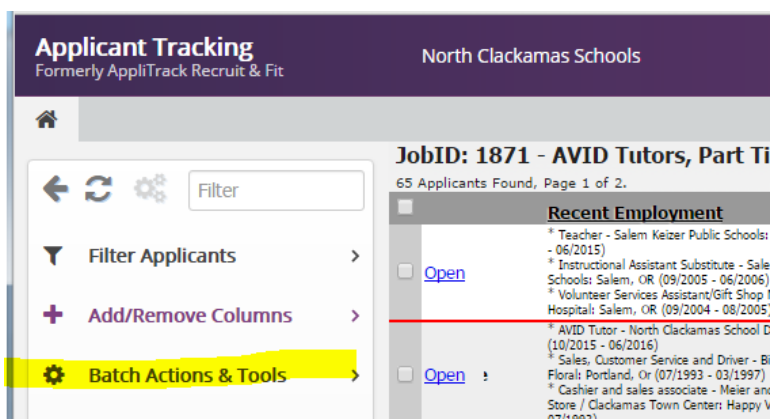 Applicant Tracking
Formerly AppliTrack Recruit & Fit
North Clackamas Schools
JobID: 1871 - AVID Tutors, Part Ti
65 Applicants Found, Page 1 of 2.
Filter
Recent Employment
* Teacher - Salem Keizer Public Schools:
- 06/2015)
* Instructional Assistant Substitute - Sale
Schools: Salem, OR (09/2005 - 06/2006)
* Volunteer Services Assistant/Gift Shop
Hospital: Salem, OR (09/2004 - 08/2005)
Open
Filter Applicants
Add/Remove Columns
Batch Actions & Tools
* AVID Tutor - North Clackamas School D
(10/2015 - 06/2016)
* Sales, Customer Service and Driver - Bi
Floral: Portland, Or (07/1993 - 03/1997)
* Cashier and sales associate - Meier and
Store / Clackamas Town Center: Happy V
Open